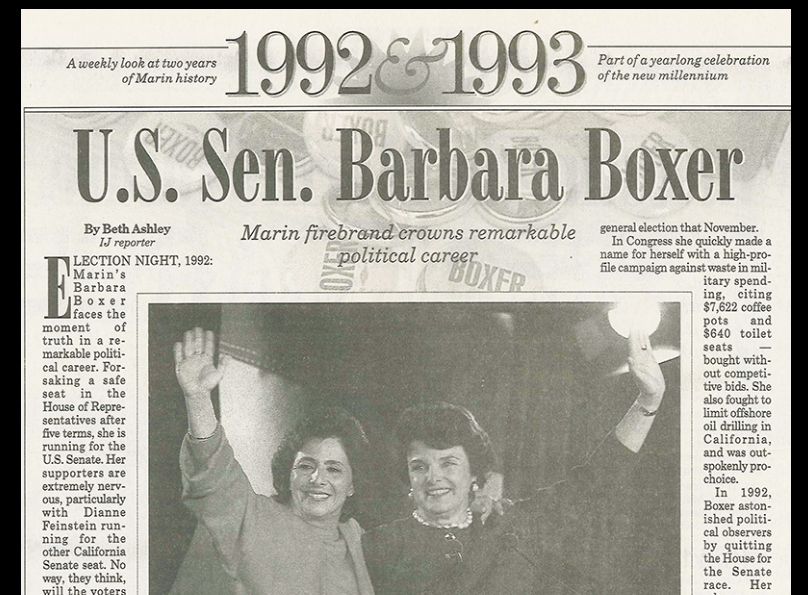 A weekly look at two years
of Marin history
1992&1993
Part of a yearlong celebration
of the new millennium
U.S. Sen. Barbara Boxer
By Beth Ashley
IJ reporter
Marin firebrand crowns remarkable
political career
BOXER
BOXER
BOXER
BOXER
ELECTION NIGHT, 1992:
Marin's
Barbara
Boxer
faces the
moment of
truth in a re-
markable politi-
cal career. For-
saking a safe
seat in the
House of Repre-
sentatives after
five terms, she is
running for the
U.S. Senate. Her
supporters are
extremely nerv-
ous, particularly
with Dianne
Feinstein run-
ning for the
other California
Senate seat. No
way, they think,
will the voters
general election that November.
In Congress she quickly made a
name for herself with a high-pro-
file campaign against waste in mil-
itary spend-
ing, citing
$7,622 coffee
pots and
$640 toilet
seats —
bought with-
out competi-
tive bids. She
also fought to
limit offshore
oil drilling in
California,
and was out-
spokenly pro-
choice.
In 1992,
Boxer aston-
ished politi-
cal observers
by quitting
the House for
the Senate
race. Her